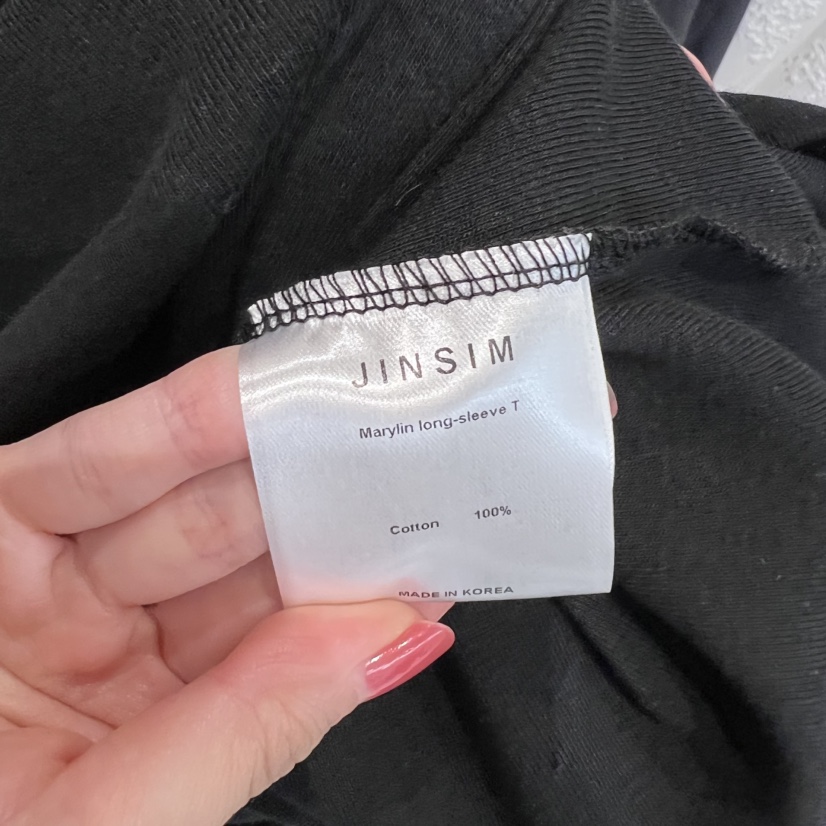 JINSIM
Marylin long-sleeve T
Cotton 100%
MADE IN KOREA